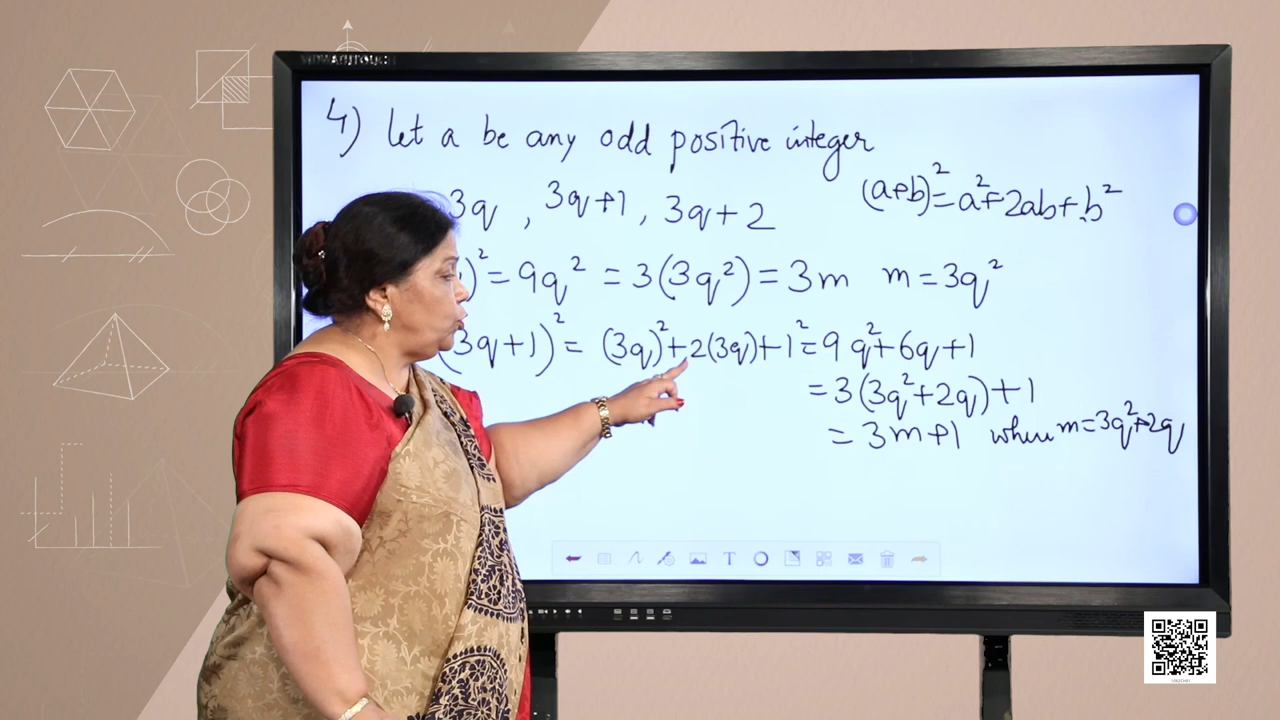 4) let a be any odd positive integer
(a+b)² = a² + 2ab + b²
3q , 3q+1 , 3q+2
)² = 9q² = 3(3q²) = 3m m = 3q²
(3q+1)² = (3q)² + 2(3q) + 1² = 9q² + 6q + 1
= 3(3q² + 2q) + 1
= 3m+1 where m = 3q² + 2q
T